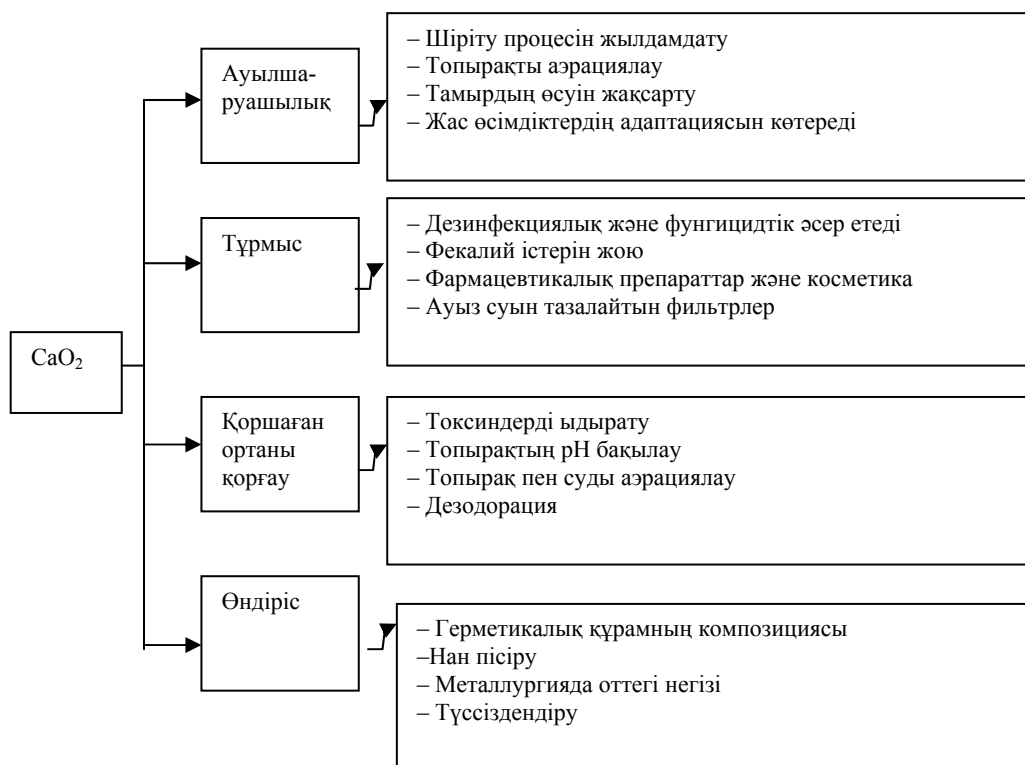 CaO₂
Ауылша-
руашылық
– Шіріту процесін жылдамдату
– Топырақты аэрациялау
– Тамырдың өсуін жақсарту
– Жас өсімдіктердің адаптациясын көтереді
Тұрмыс
– Дезинфекциялық және фунгицидтік әсер етеді
– Фекалий істерін жою
– Фармацевтикалық препараттар және косметика
– Ауыз суын тазалайтын фильтрлер
Қоршаған
ортаны
қорғау
– Токсиндерді ыдырату
– Топырақтың рН бақылау
– Топырақ пен суды аэрациялау
– Дезодорация
Өндіріс
– Герметикалық құрамның композициясы
–Нан пісіру
– Металлургияда оттегі негізі
– Түссіздендіру